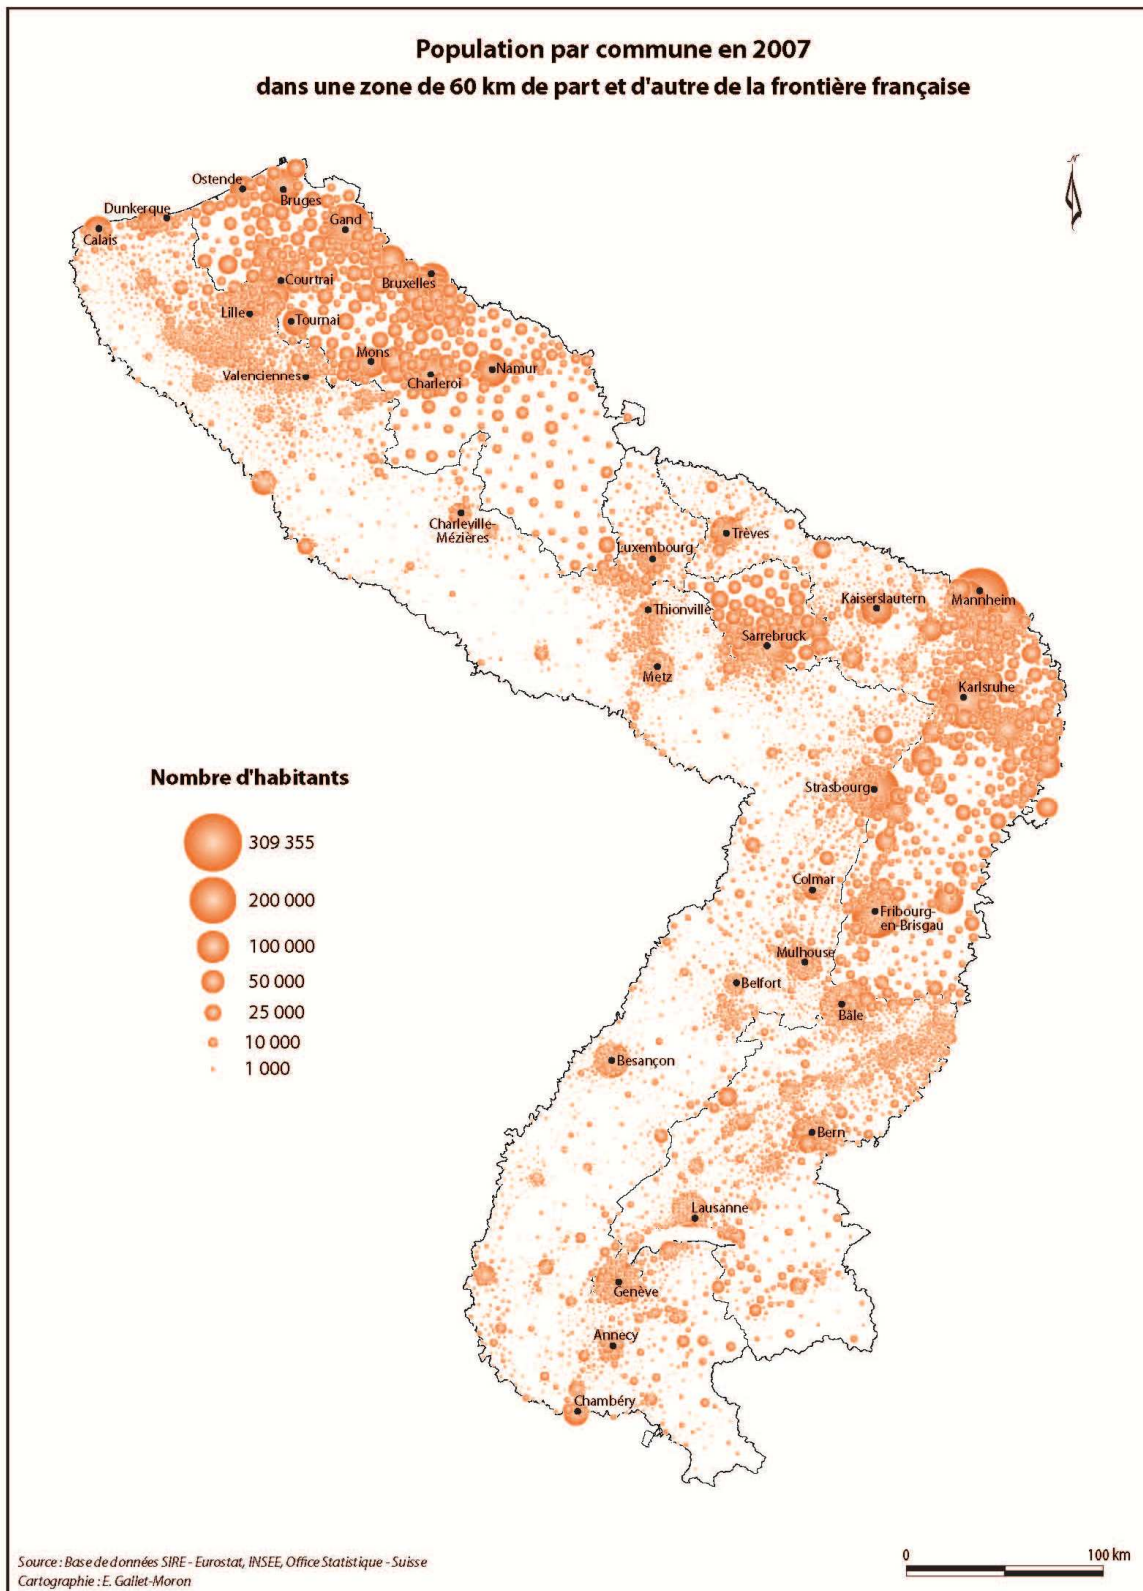 Population par commune en 2007
dans une zone de 60 km de part et d'autre de la frontière française
N
Ostende
Bruges
Dunkerque
Gand
Calais
Courtrai
Bruxelles
Lille
Tournai
Mons
Namur
Valenciennes
Charleroi
Charleville-
Mézières
Trèves
Luxembourg
Kaiserslautern
Mannheim
Thionville
Sarrebruck
Metz
Karlsruhe
Strasbourg
Colmar
Fribourg-
en-Brisgau
Mulhouse
Belfort
Bâle
Besançon
Bern
Lausanne
Genève
Annecy
Chambéry
Nombre d'habitants
309 355
200 000
100 000
50 000
25 000
10 000
1 000
Source : Base de données SIRE - Eurostat, INSEE, Office Statistique - Suisse
Cartographie : E. Gallet-Moron
0 100 km